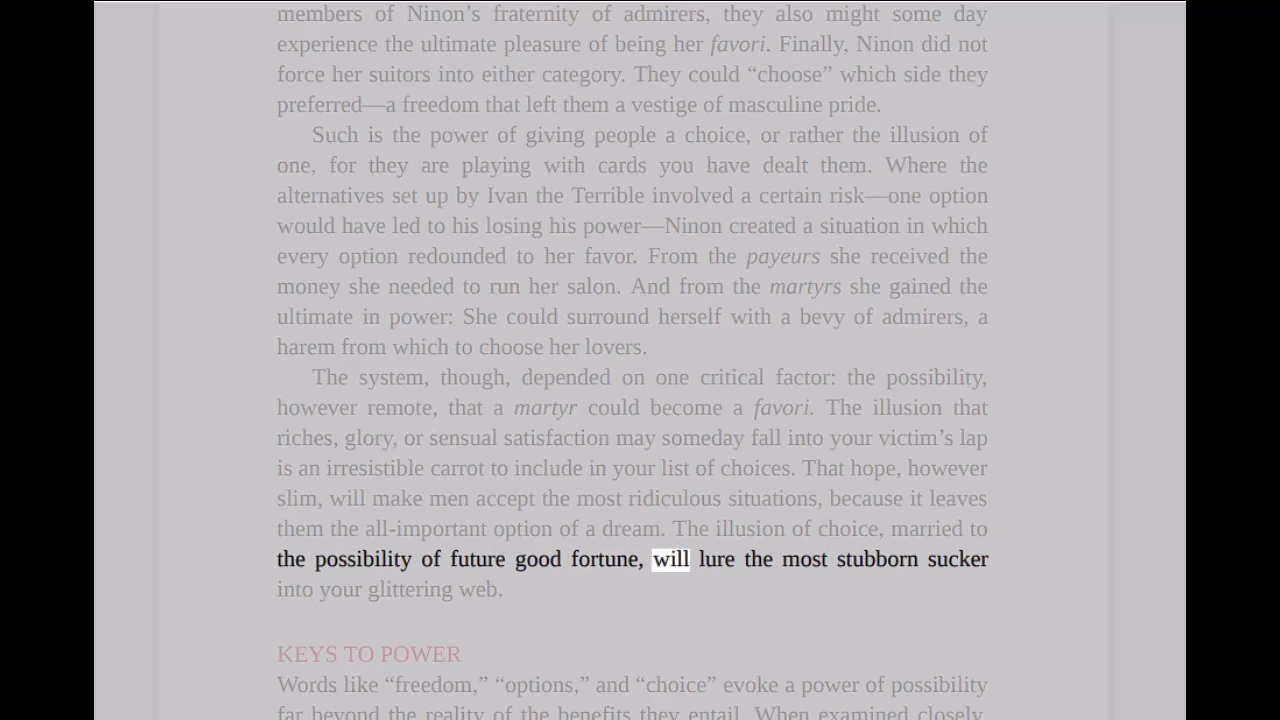 members of Ninon’s fraternity of admirers, they also might some day
experience the ultimate pleasure of being her favori. Finally, Ninon did not
force her suitors into either category. They could “choose” which side they
preferred—a freedom that left them a vestige of masculine pride.
Such is the power of giving people a choice, or rather the illusion of
one, for they are playing with cards you have dealt them. Where the
alternatives set up by Ivan the Terrible involved a certain risk—one option
would have led to his losing his power—Ninon created a situation in which
every option redounded to her favor. From the payeurs she received the
money she needed to run her salon. And from the martyrs she gained the
ultimate in power: She could surround herself with a bevy of admirers, a
harem from which to choose her lovers.
The system, though, depended on one critical factor: the possibility,
however remote, that a martyr could become a favori. The illusion that
riches, glory, or sensual satisfaction may someday fall into your victim’s lap
is an irresistible carrot to include in your list of choices. That hope, however
slim, will make men accept the most ridiculous situations, because it leaves
them the all-important option of a dream. The illusion of choice, married to
the possibility of future good fortune, will lure the most stubborn sucker
into your glittering web.
KEYS TO POWER
Words like “freedom,” “options,” and “choice” evoke a power of possibility
far beyond the reality of the benefits they entail. When examined closely,